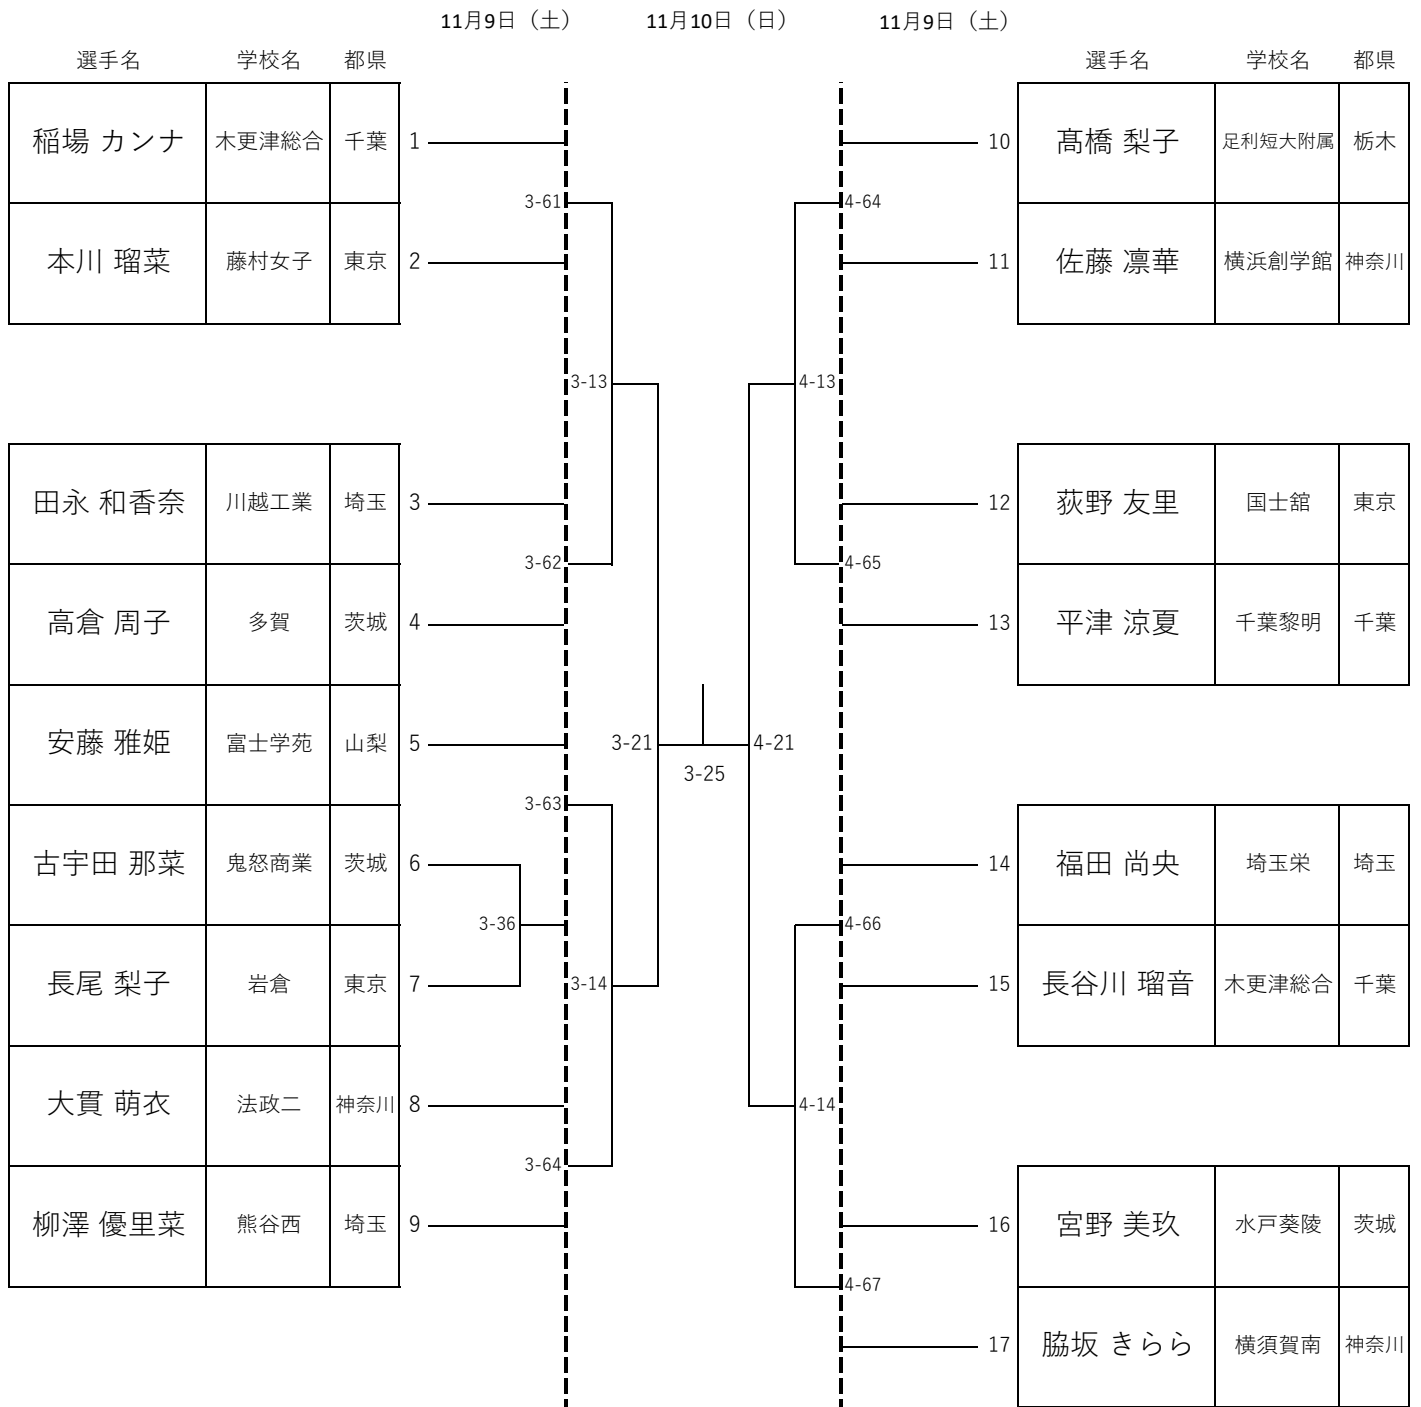 11月9日（土） 11月10日（日） 11月9日（土）
選手名 学校名 都県 選手名 学校名 都県
稲場 カンナ 木更津総合 千葉 1 10 髙橋 梨子 足利短大附属 栃木
3-61 4-64
本川 瑠菜 藤村女子 東京 2 11 佐藤 凛華 横浜創学館 神奈川
3-13 4-13
田永 和香奈 川越工業 埼玉 3 12 荻野 友里 国士舘 東京
3-62 4-65
高倉 周子 多賀 茨城 4 13 平津 涼夏 千葉黎明 千葉
安藤 雅姫 富士学苑 山梨 5 3-21 4-21
3-25
3-63
古宇田 那菜 鬼怒商業 茨城 6 14 福田 尚央 埼玉栄 埼玉
3-36 4-66
長尾 梨子 岩倉 東京 7 3-14 15 長谷川 瑠音 木更津総合 千葉
大貫 萌衣 法政二 神奈川 8 4-14
3-64
柳澤 優里菜 熊谷西 埼玉 9 16 宮野 美玖 水戸葵陵 茨城
4-67
17 脇坂 きらら 横須賀南 神奈川